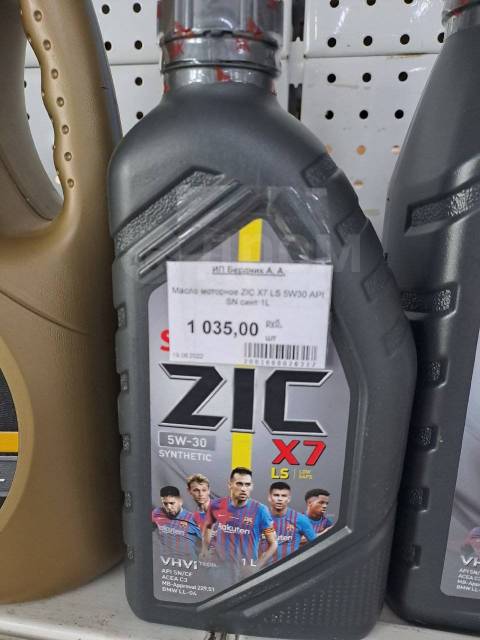 ИП Бердник А. А.
Масло моторное ZIC X7 LS 5W30 API
SN синт 1L
1 035,00 руб.
шт
ZIC
5W-30
X7
SYNTHETIC
LS LOW SAPS
Rakuten
Rakuten
VHVI
1 L
API SN/CF
ACEA C3
MB-Approval 229.51
BMW LL-04